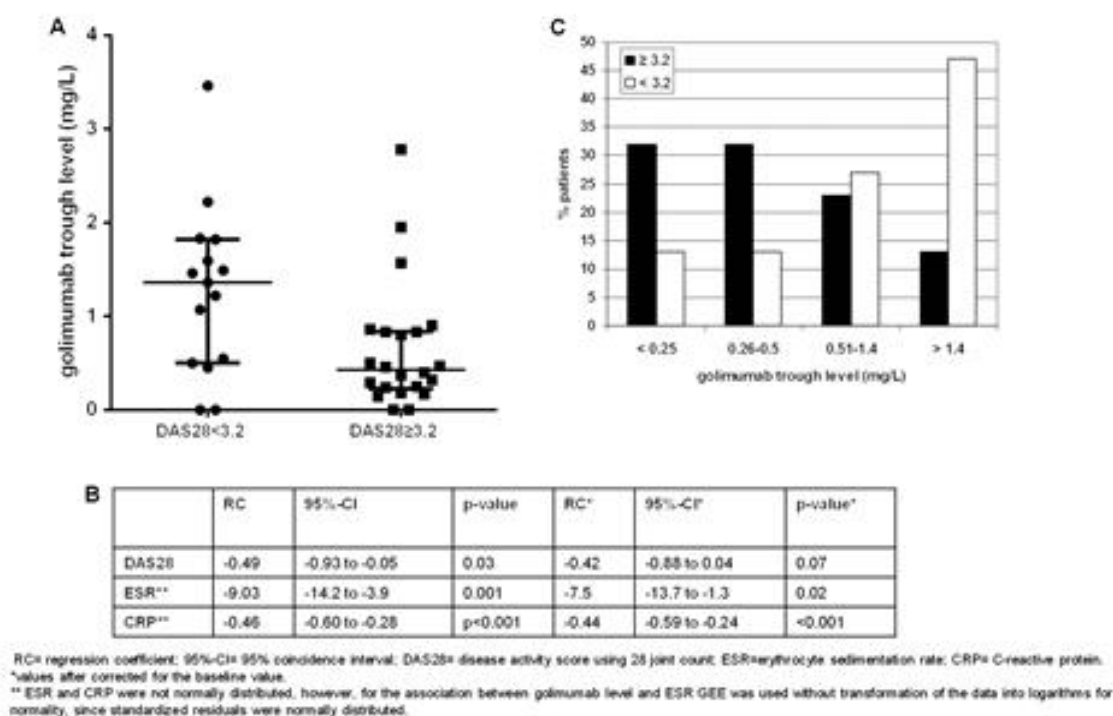 A
golimumab trough level (mg/L)
4
3
2
1
0
DAS28<3.2
DAS28≥3.2
C
≥ 3.2
< 3.2
% patients
50
45
40
35
30
25
20
15
10
5
0
< 0.25
0.26-0.5
0.51-1.4
> 1.4
golimumab trough level (mg/L)
B
RC 95%-CI p-value RC* 95%-CI* p-value*
DAS28 -0.49 -0.93 to -0.05 0.03 -0.42 -0.88 to 0.04 0.07
ESR** -9.03 -14.2 to -3.9 0.001 -7.5 -13.7 to -1.3 0.02
CRP** -0.46 -0.60 to -0.28 p<0.001 -0.44 -0.59 to -0.24 <0.001
RC= regression coefficient; 95%-CI= 95% coincidence interval; DAS28= disease activity score using 28 joint count; ESR=erythrocyte sedimentation rate; CRP= C-reactive protein.
*values after corrected for the baseline value.
** ESR and CRP were not normally distributed, however, for the association between golimumab level and ESR GEE was used without transformation of the data into logarithms for
normality, since standardized residuals were normally distributed.